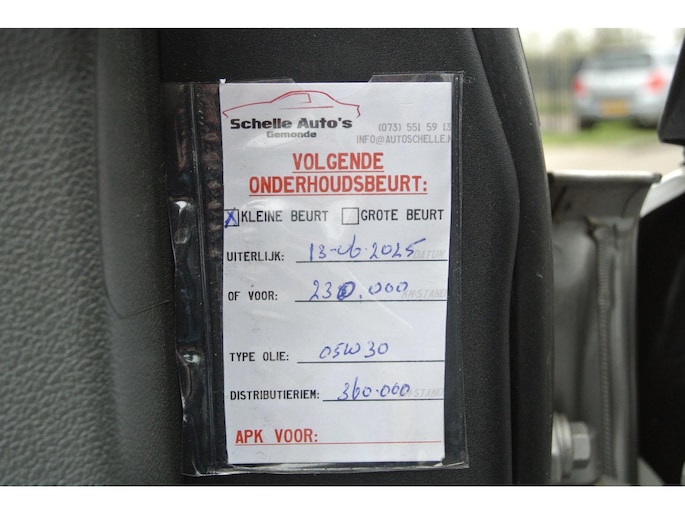 Schelle Auto's
Gemonde
(073) 551 59 13
INFO@AUTOSCHELLE.N
VOLGENDE
ONDERHOUDSBEURT:
X KLEINE BEURT GROTE BEURT
UITERLIJK: 13-06-2025 DATUM
OF VOOR: 230.000 KM-STAND
TYPE OLIE: 05W30
DISTRIBUTIERIEM: 360.000 KM-STAND
APK VOOR: